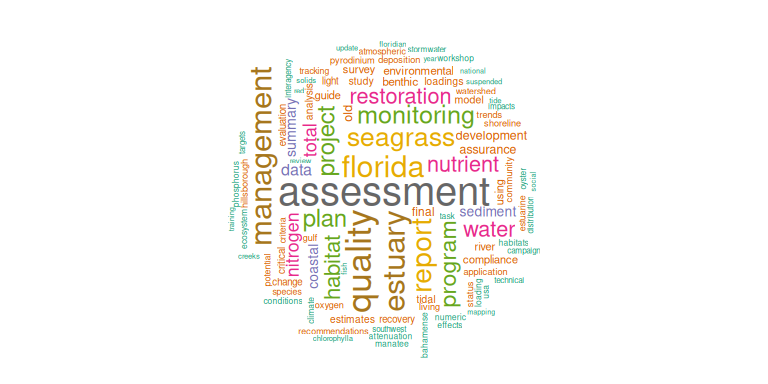 floridian
update
atmospheric
stormwater
pyrodinium
deposition
year
workshop
interagency
tracking
survey
environmental
national
solids
light
study
benthic
loadings
suspended
red
analysis
guide
restoration
model
watershed
tide
impacts
management
evaluation
summary
total
project
old
monitoring
trends
shoreline
targets
seagrass
development
review
assurance
data
florida
nutrient
community
oyster
social
phosphorus
hillsborough
assessment
using
training
ecosystem
criteria
nitrogen
plan
quality
estuary
final
report
task
program
sediment
water
estuarine
distribution
habitats
campaign
creeks
potential
critical
gulf
coastal
habitat
fish
river
compliance
application
technical
change
species
conditions
climate
oxygen
tidal
living
status
loading
usa
mapping
estimates
recovery
numeric
effects
recommendations
southwest
attenuation
chlorophylla
manatee
bahamense